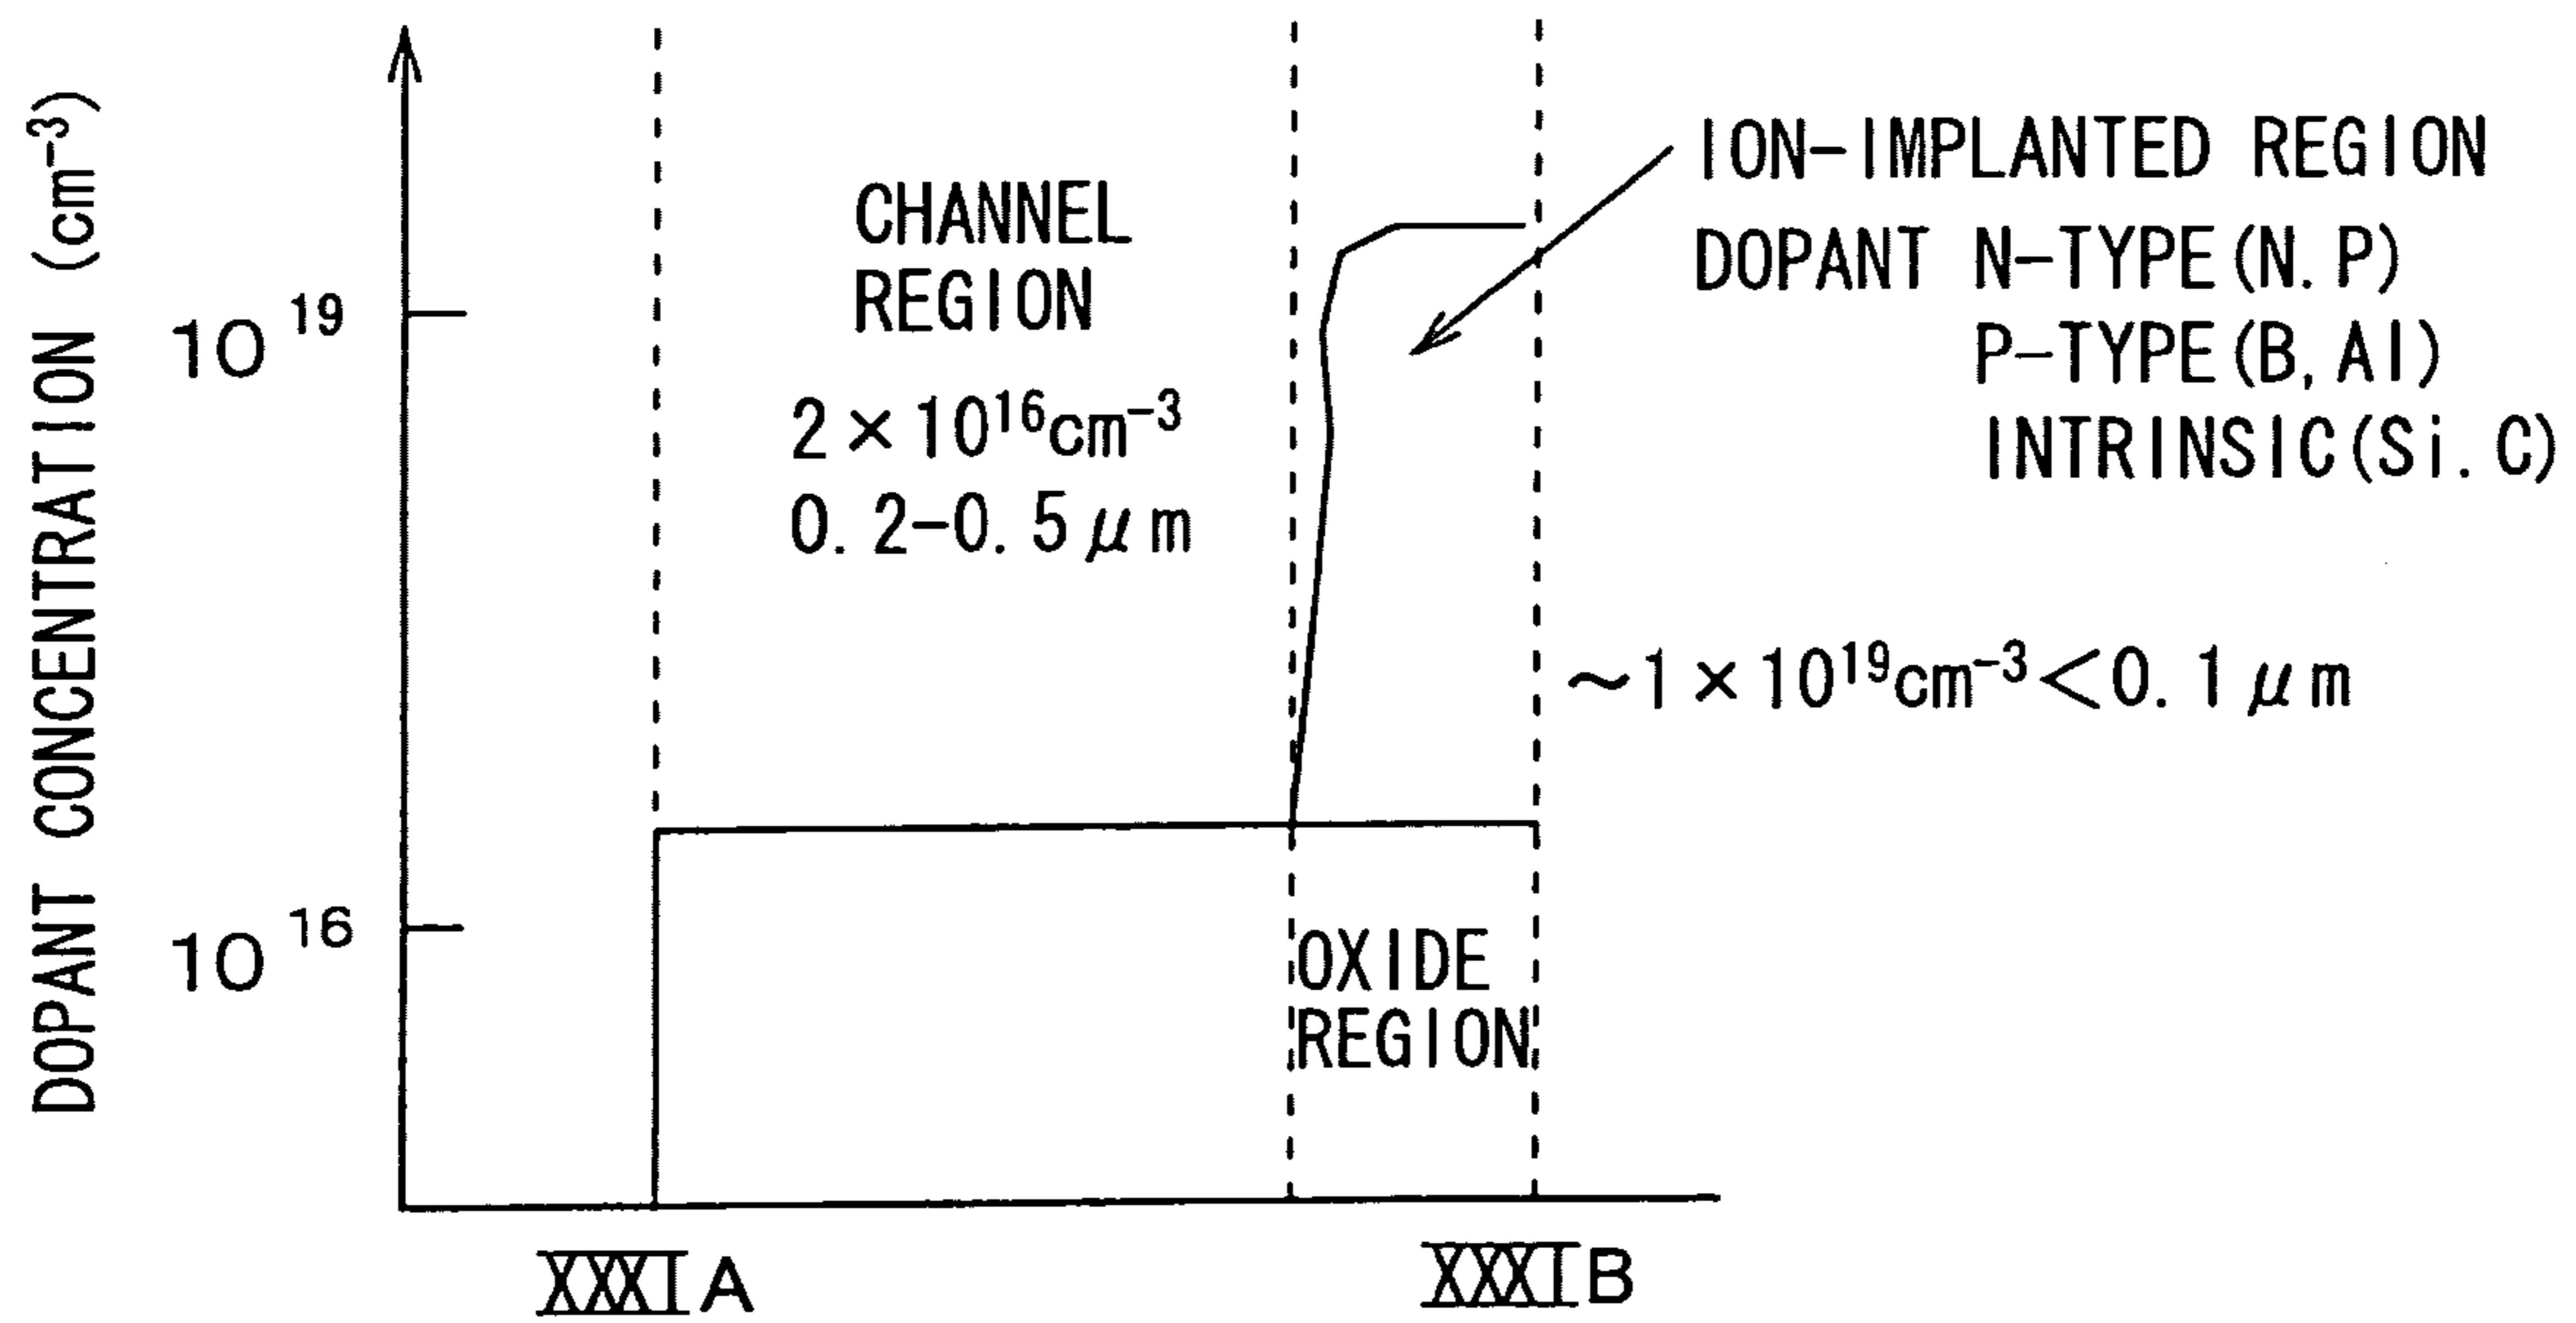 DOPANT CONCENTRATION (cm⁻³)
10¹⁹
10¹⁶
CHANNEL
REGION
2×10¹⁶cm⁻³
0.2-0.5μm
ION-IMPLANTED REGION
DOPANT N-TYPE(N.P)
P-TYPE(B,Al)
INTRINSIC(Si.C)
~1×10¹⁹cm⁻³<0.1μm
OXIDE
REGION
XXXIA
XXXIB